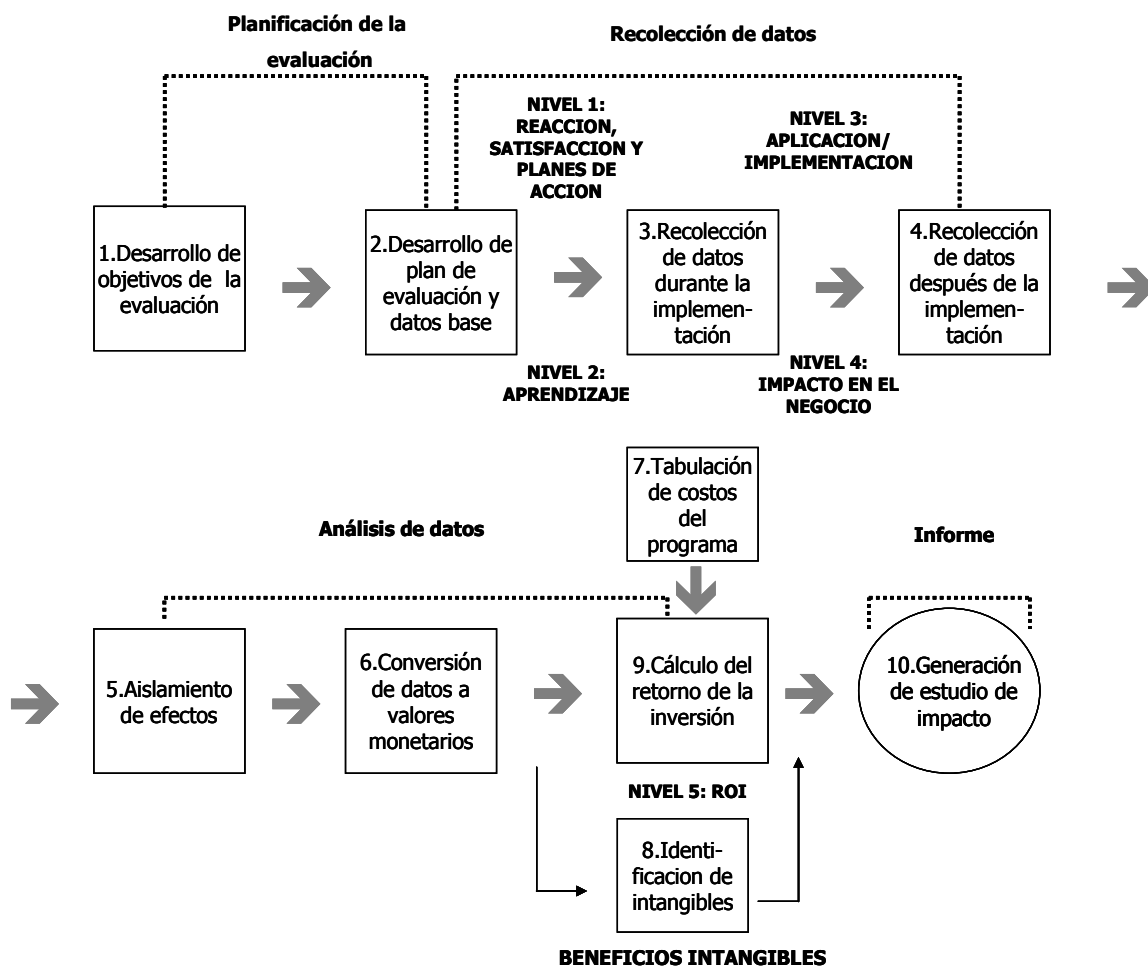 Planificación de la
evaluación
Recolección de datos
NIVEL 1:
REACCION,
SATISFACCION Y
PLANES DE
ACCION
NIVEL 3:
APLICACION/
IMPLEMENTACION
1.Desarrollo de
objetivos de la
evaluación
2.Desarrollo de
plan de
evaluación y
datos base
3.Recolección
de datos
durante la
implemen-
tación
4.Recolección
de datos
después de la
implemen-
tación
NIVEL 2:
APRENDIZAJE
NIVEL 4:
IMPACTO EN EL
NEGOCIO
7.Tabulación
de costos
del
programa
Análisis de datos
Informe
5.Aislamiento
de efectos
6.Conversión
de datos a
valores
monetarios
9.Cálculo del
retorno de la
inversión
10.Generación
de estudio de
impacto
NIVEL 5: ROI
8.Identi-
ficacion de
intangibles
BENEFICIOS INTANGIBLES